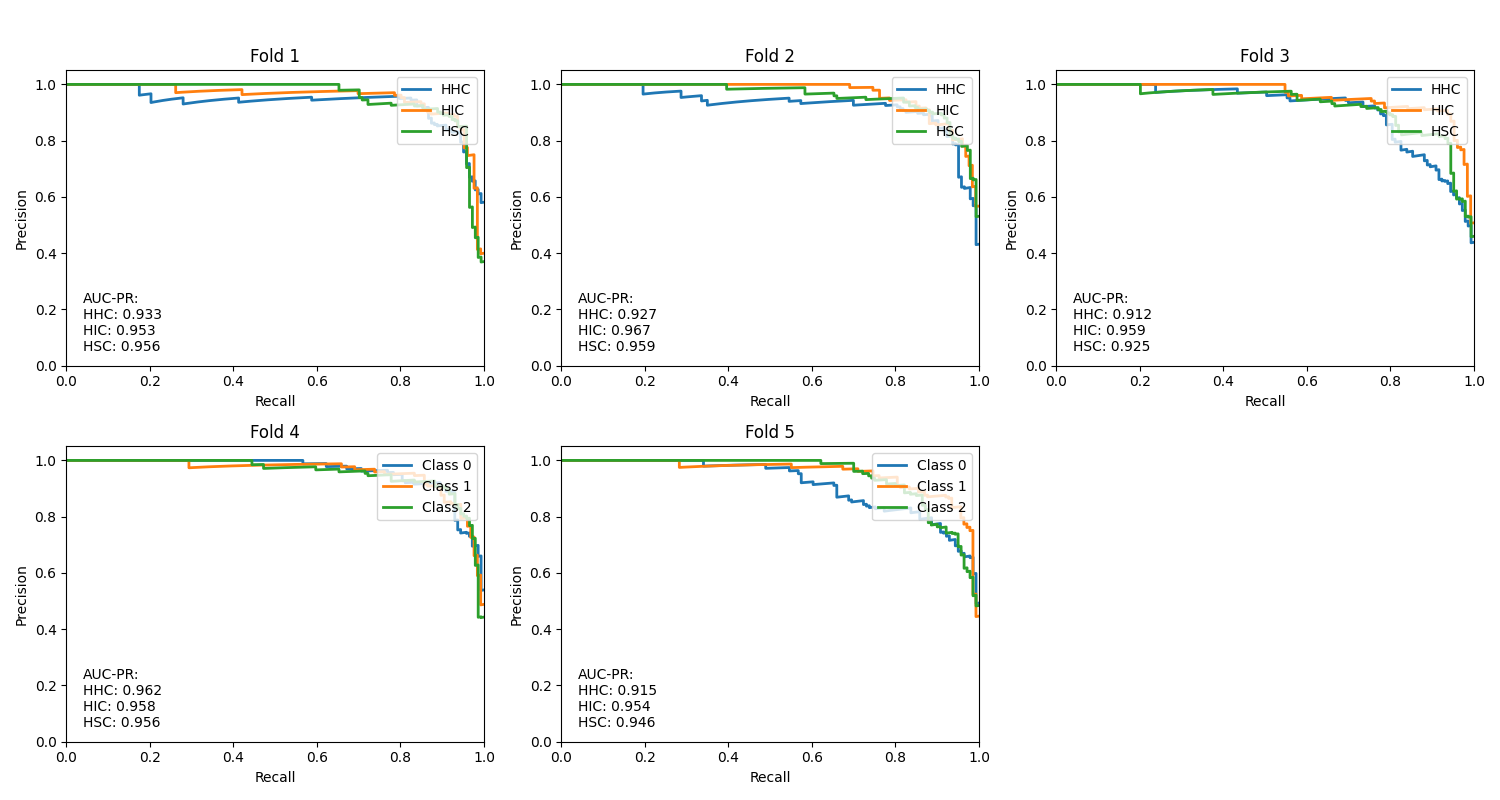 Fold 1
1.0
0.8
0.6
0.4
0.2
0.0
Precision
HHC
HIC
HSC
AUC-PR:
HHC: 0.933
HIC: 0.953
HSC: 0.956
0.0 0.2 0.4 0.6 0.8 1.0
Recall
Fold 2
1.0
0.8
0.6
0.4
0.2
0.0
Precision
HHC
HIC
HSC
AUC-PR:
HHC: 0.927
HIC: 0.967
HSC: 0.959
0.0 0.2 0.4 0.6 0.8 1.0
Recall
Fold 3
1.0
0.8
0.6
0.4
0.2
0.0
Precision
HHC
HIC
HSC
AUC-PR:
HHC: 0.912
HIC: 0.959
HSC: 0.925
0.0 0.2 0.4 0.6 0.8 1.0
Recall
Fold 4
1.0
0.8
0.6
0.4
0.2
0.0
Precision
Class 0
Class 1
Class 2
AUC-PR:
HHC: 0.962
HIC: 0.958
HSC: 0.956
0.0 0.2 0.4 0.6 0.8 1.0
Recall
Fold 5
1.0
0.8
0.6
0.4
0.2
0.0
Precision
Class 0
Class 1
Class 2
AUC-PR:
HHC: 0.915
HIC: 0.954
HSC: 0.946
0.0 0.2 0.4 0.6 0.8 1.0
Recall